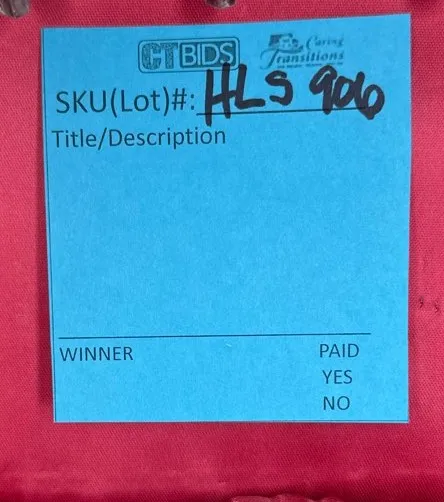 CTBIDS Caring Transitions
SKU(Lot)#: HLS 906
Title/Description
WINNER PAID
YES
NO